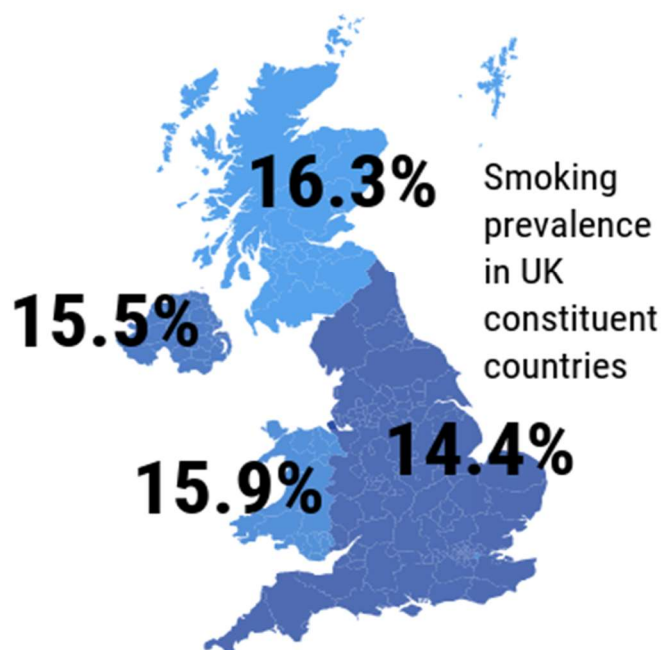 16.3%
Smoking
prevalence
in UK
constituent
countries
15.5%
14.4%
15.9%